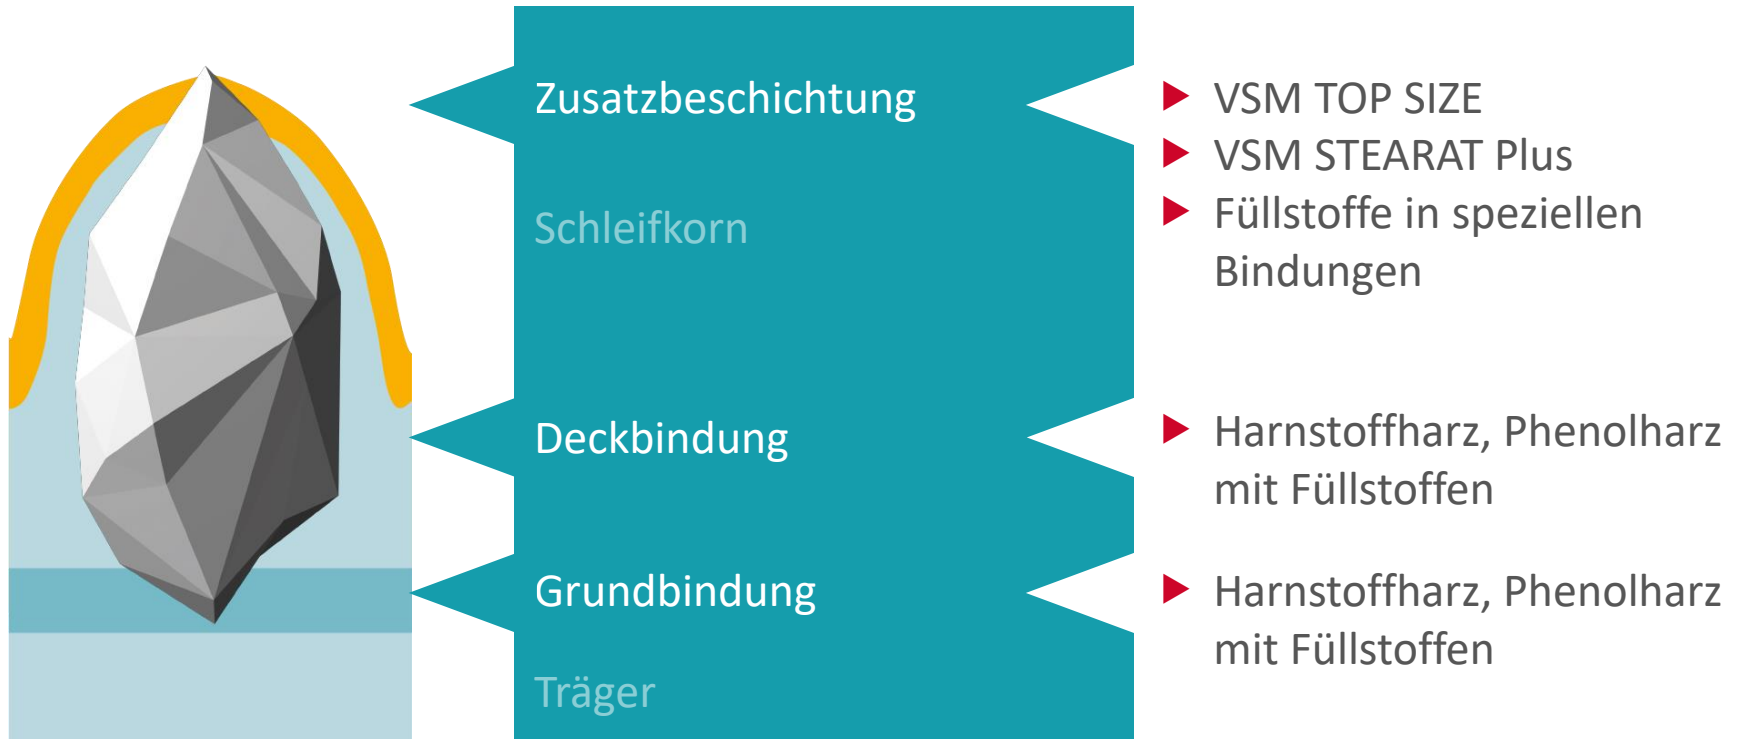 Zusatzbeschichtung
VSM TOP SIZE
VSM STEARAT Plus
Füllstoffe in speziellen
Bindungen
Schleifkorn
Deckbindung
Harnstoffharz, Phenolharz
mit Füllstoffen
Grundbindung
Harnstoffharz, Phenolharz
mit Füllstoffen
Träger